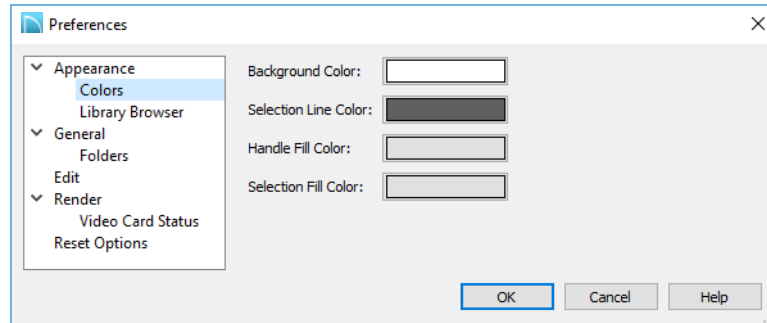 Preferences
Appearance
Colors
Library Browser
General
Folders
Edit
Render
Video Card Status
Reset Options
Background Color:
Selection Line Color:
Handle Fill Color:
Selection Fill Color:
OK Cancel Help